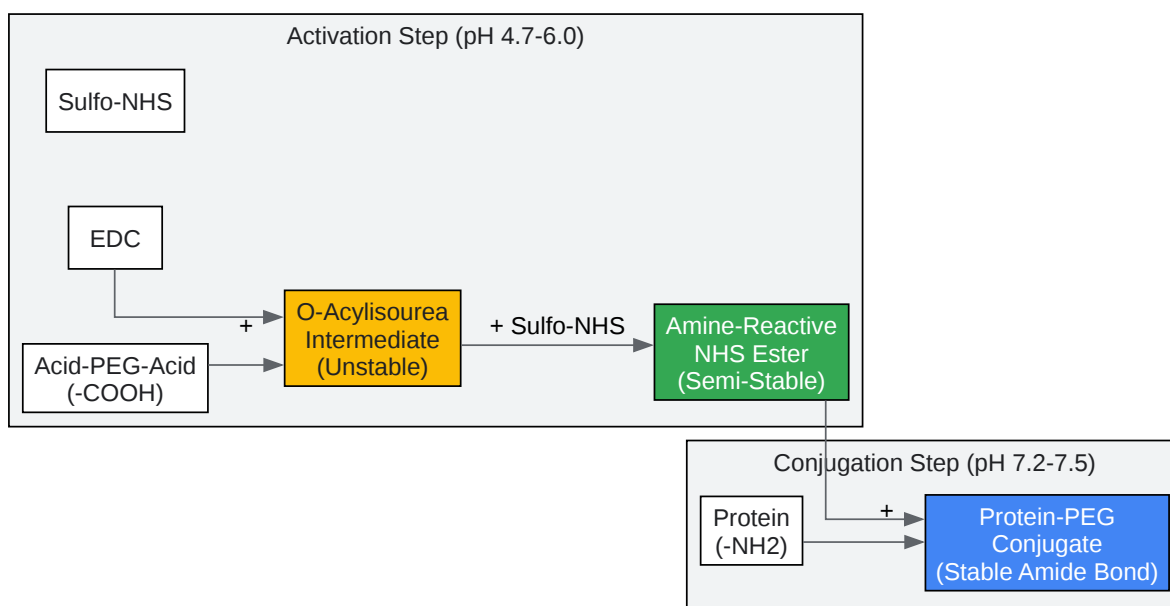 Activation Step (pH 4.7-6.0)
Sulfo-NHS
EDC
+
Acid-PEG-Acid
(-COOH)
O-Acylisourea
Intermediate
(Unstable)
+ Sulfo-NHS
Amine-Reactive
NHS Ester
(Semi-Stable)
Conjugation Step (pH 7.2-7.5)
Protein
(-NH2)
+
Protein-PEG
Conjugate
(Stable Amide Bond)